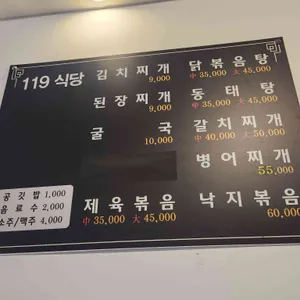 119 식당
김치찌개
9,000
된장찌개
9,000
굴국
10,000
제육볶음
中 35,000 大 45,000
닭볶음탕
中 35,000 大 45,000
동태탕
中 35,000 大 45,000
갈치찌개
中 40,000 大 50,000
병어찌개
55,000
낙지볶음
60,000
공깃밥 1,000
음료수 2,000
소주/맥주 4,000